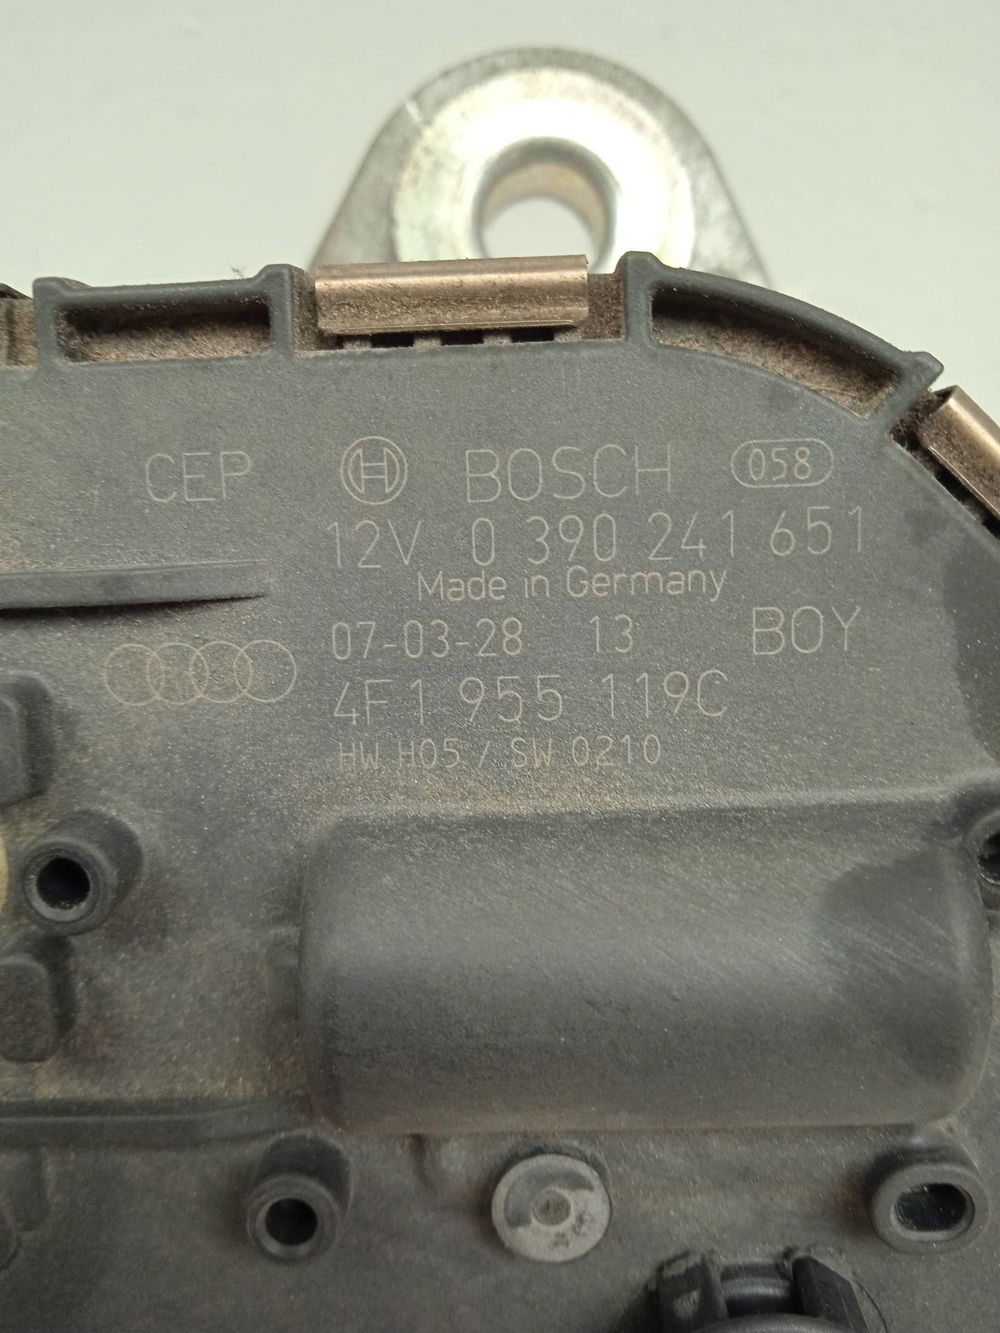 CEP BOSCH 058
12V 0 390 241 651
Made in Germany
07-03-28 13 BOY
4F1 955 119C
HW H05 / SW 0210